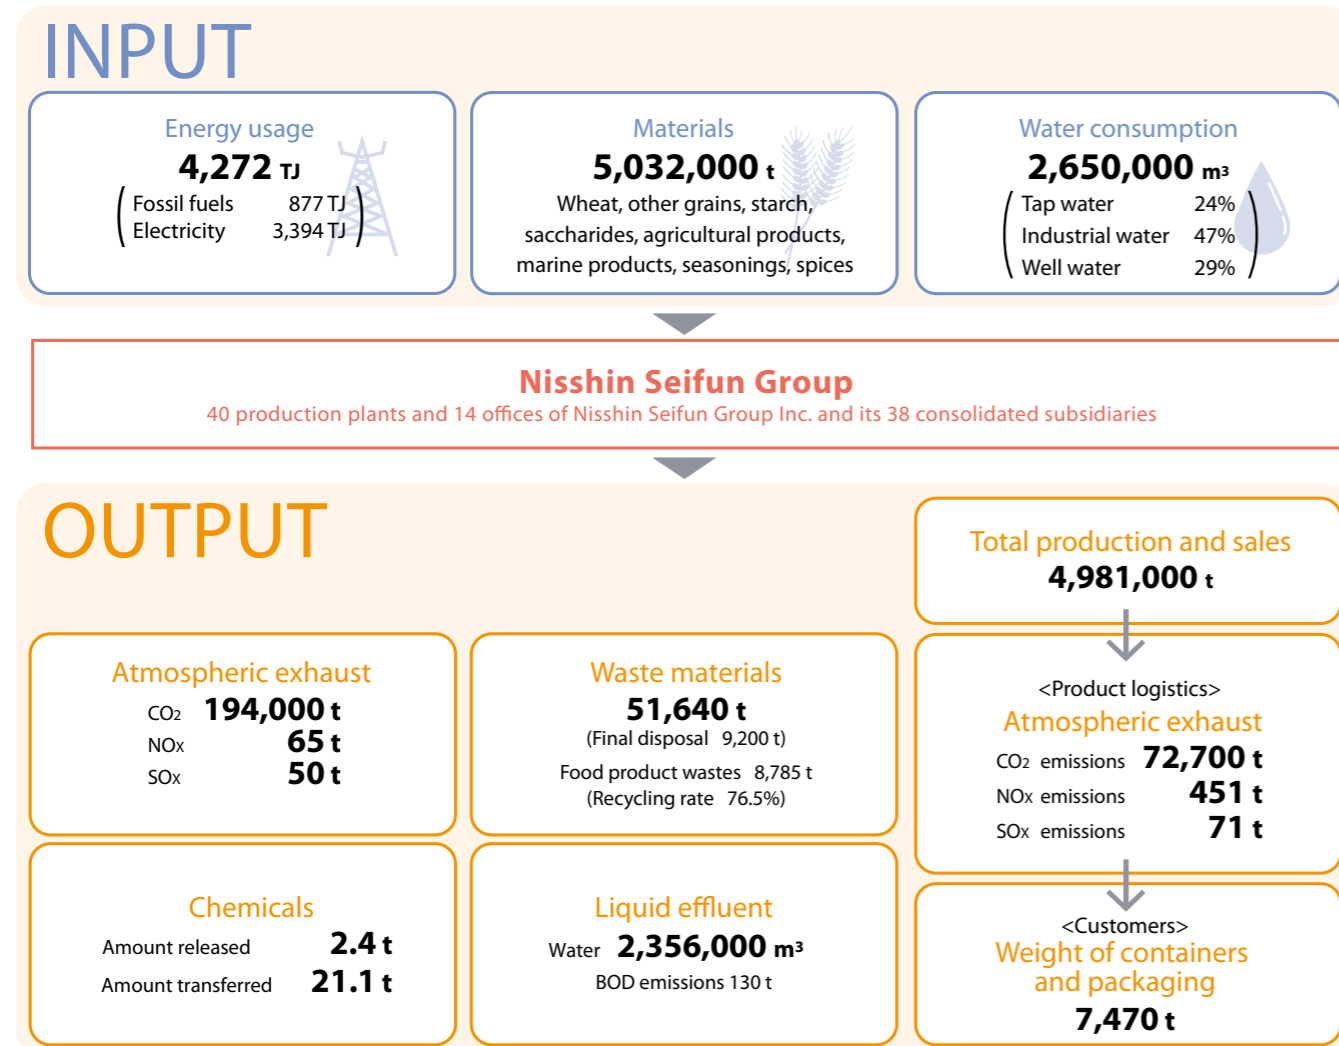 INPUT
Energy usage
4,272 TJ
Fossil fuels 877 TJ
Electricity 3,394 TJ
Materials
5,032,000 t
Wheat, other grains, starch,
saccharides, agricultural products,
marine products, seasonings, spices
Water consumption
2,650,000 m³
Tap water 24%
Industrial water 47%
Well water 29%
Nisshin Seifun Group
40 production plants and 14 offices of Nisshin Seifun Group Inc. and its 38 consolidated subsidiaries
OUTPUT
Total production and sales
4,981,000 t
Atmospheric exhaust
CO₂ 194,000 t
NOx 65 t
SOx 50 t
Waste materials
51,640 t
(Final disposal 9,200 t)
Food product wastes 8,785 t
(Recycling rate 76.5%)
<Product logistics>
Atmospheric exhaust
CO₂ emissions 72,700 t
NOx emissions 451 t
SOx emissions 71 t
Chemicals
Amount released 2.4 t
Amount transferred 21.1 t
Liquid effluent
Water 2,356,000 m³
BOD emissions 130 t
<Customers>
Weight of containers
and packaging
7,470 t